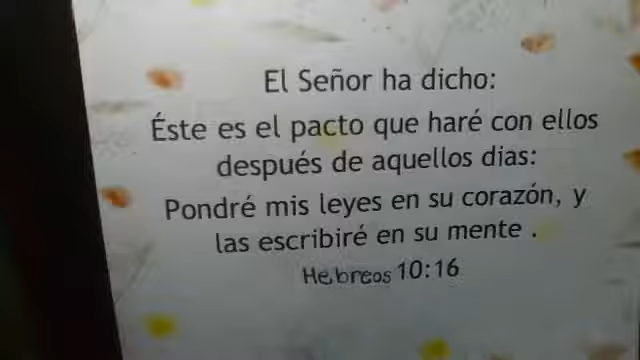 El Señor ha dicho:
Éste es el pacto que haré con ellos
después de aquellos dias:
Pondré mis leyes en su corazón, y
las escribiré en su mente .
Hebreos 10:16